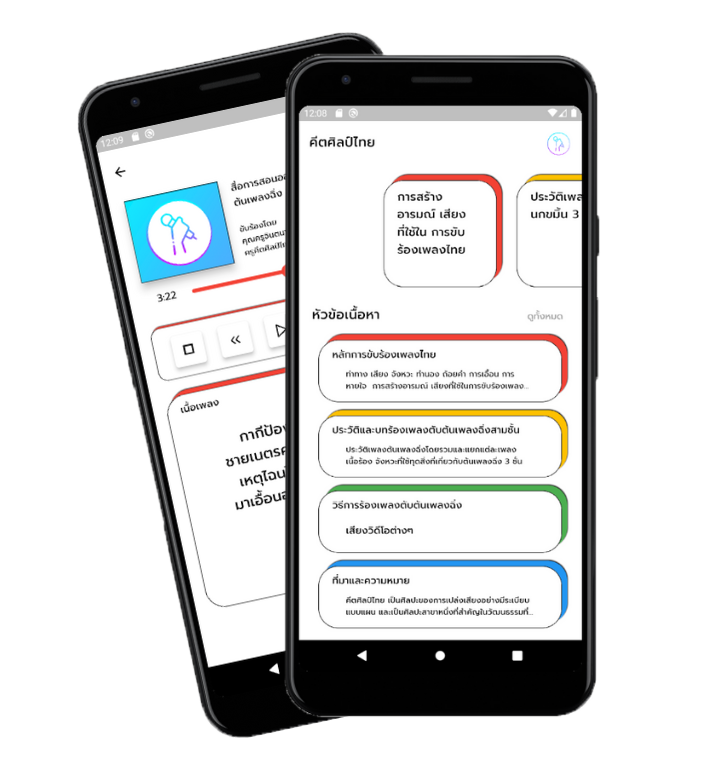 12:09
สื่อการสอนออ
ต้นเพลงฉิ่ง
ขับร้องโดย
คุณครูจินตนา
ครูคีตศิลป์ไท
3:22
เนื้อเพลง
กากีป้อง
ชายเนตร
เหตุไฉน
มาเอื้อน
12:08
คีตศิลป์ไทย
การสร้าง
อารมณ์ เสียง
ที่ใช้ใน การขับ
ร้องเพลงไทย
ประวัติเพล
นกขมิ้น 3
หัวข้อเนื้อหา
ดูทั้งหมด
หลักการขับร้องเพลงไทย
ท่าทาง เสียง จังหวะ ทำนอง ถ้อยคำ การเอื้อน การ
หายใจ การสร้างอารมณ์ เสียงที่ใช้ในการขับร้องเพลง...
ประวัติและบทร้องเพลงตับต้นเพลงฉิ่งสามชั้น
ประวัติเพลงต้นเพลงฉิ่งโดยรวมและแยกแต่ละเพลง
เนื้อร้อง จังหวะที่ใช้ทุกสิ่งที่เกี่ยวกับต้นเพลงฉิ่ง 3 ชั้น
วิธีการร้องเพลงตับต้นเพลงฉิ่ง
เสียงวิดีโอต่างๆ
ที่มาและความหมาย
คีตศิลป์ไทย เป็นศิลปะของการเปล่งเสียงอย่างมีระเบียบ
แบบแผน และเป็นศิลปะสาขาหนึ่งที่สำคัญในวัฒนธรรมที่...